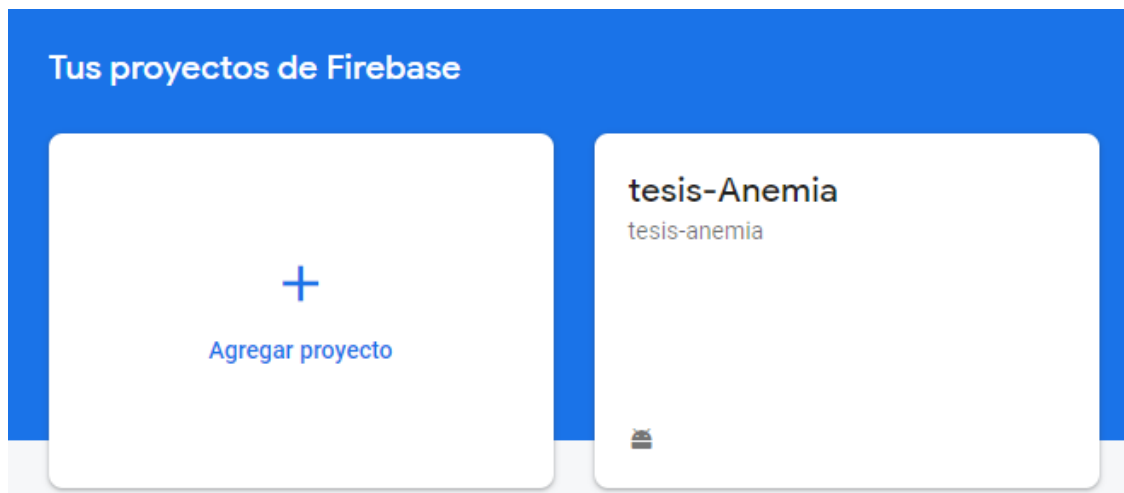 Tus proyectos de Firebase
Agregar proyecto
tesis-Anemia
tesis-anemia